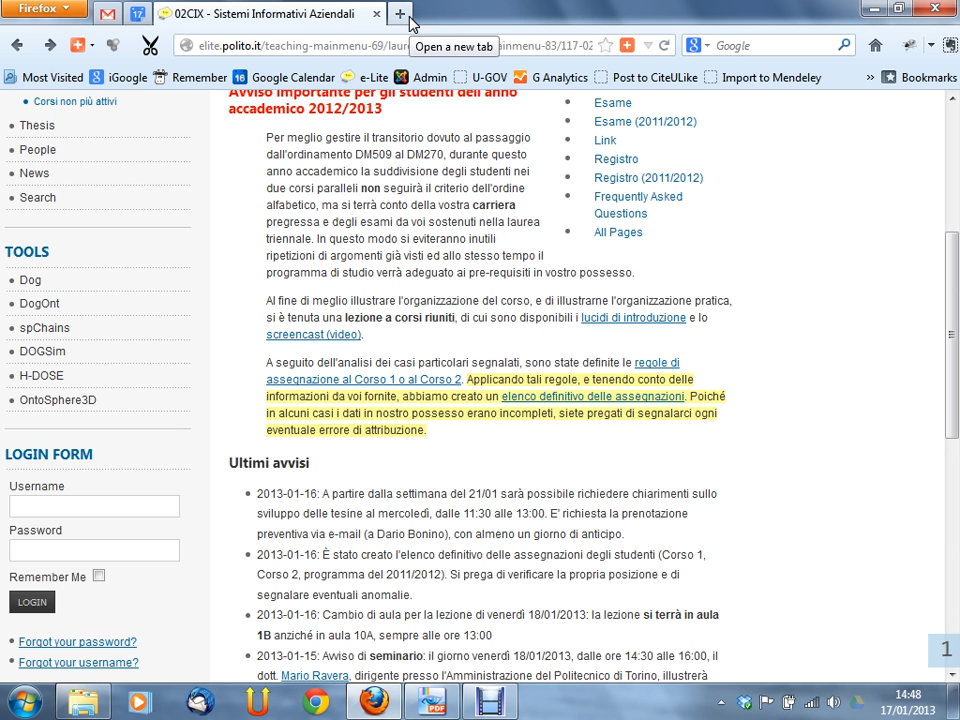 Firefox
17
02CIX - Sistemi Informativi Aziendali
elite.polito.it/teaching-mainmenu-69/laur
inmenu-83/117-02
Open a new tab
Google
Most Visited
iGoogle
Remember
16
Google Calendar
e-Lite
Admin
U-GOV
G Analytics
Post to CiteULike
Import to Mendeley
»
Bookmarks
Corsi non più attivi
Thesis
People
News
Search
TOOLS
Dog
DogOnt
spChains
DOGSim
H-DOSE
OntoSphere3D
LOGIN FORM
Username
Password
Remember Me
LOGIN
Forgot your password?
Forgot your username?
Avviso importante per gli studenti dell'anno
accademico 2012/2013
Per meglio gestire il transitorio dovuto al passaggio
dall'ordinamento DM509 al DM270, durante questo
anno accademico la suddivisione degli studenti nei
due corsi paralleli non seguirà il criterio dell'ordine
alfabetico, ma si terrà conto della vostra carriera
pregressa e degli esami da voi sostenuti nella laurea
triennale. In questo modo si eviteranno inutili
ripetizioni di argomenti già visti ed allo stesso tempo il
programma di studio verrà adeguato ai pre-requisiti in vostro possesso.
Esame
Esame (2011/2012)
Link
Registro
Registro (2011/2012)
Frequently Asked
Questions
All Pages
Al fine di meglio illustrare l'organizzazione del corso, e di illustrarne l'organizzazione pratica,
si è tenuta una lezione a corsi riuniti, di cui sono disponibili i lucidi di introduzione e lo
screencast (video).
A seguito dell'analisi dei casi particolari segnalati, sono state definite le regole di
assegnazione al Corso 1 o al Corso 2. Applicando tali regole, e tenendo conto delle
informazioni da voi fornite, abbiamo creato un elenco definitivo delle assegnazioni. Poiché
in alcuni casi i dati in nostro possesso erano incompleti, siete pregati di segnalarci ogni
eventuale errore di attribuzione.
Ultimi avvisi
2013-01-16: A partire dalla settimana del 21/01 sarà possibile richiedere chiarimenti sullo
sviluppo delle tesine al mercoledì, dalle 11:30 alle 13:00. E' richiesta la prenotazione
preventiva via e-mail (a Dario Bonino), con almeno un giorno di anticipo.
2013-01-16: È stato creato l'elenco definitivo delle assegnazioni degli studenti (Corso 1,
Corso 2, programma del 2011/2012). Si prega di verificare la propria posizione e di
segnalare eventuali anomalie.
2013-01-16: Cambio di aula per la lezione di venerdì 18/01/2013: la lezione si terrà in aula
1B anziché in aula 10A, sempre alle ore 13:00
2013-01-15: Avviso di seminario: il giorno venerdì 18/01/2013, dalle ore 14:30 alle 16:00, il
dott. Mario Ravera, dirigente presso l'Amministrazione del Politecnico di Torino, illustrerà
1
PDF
14:48
17/01/2013